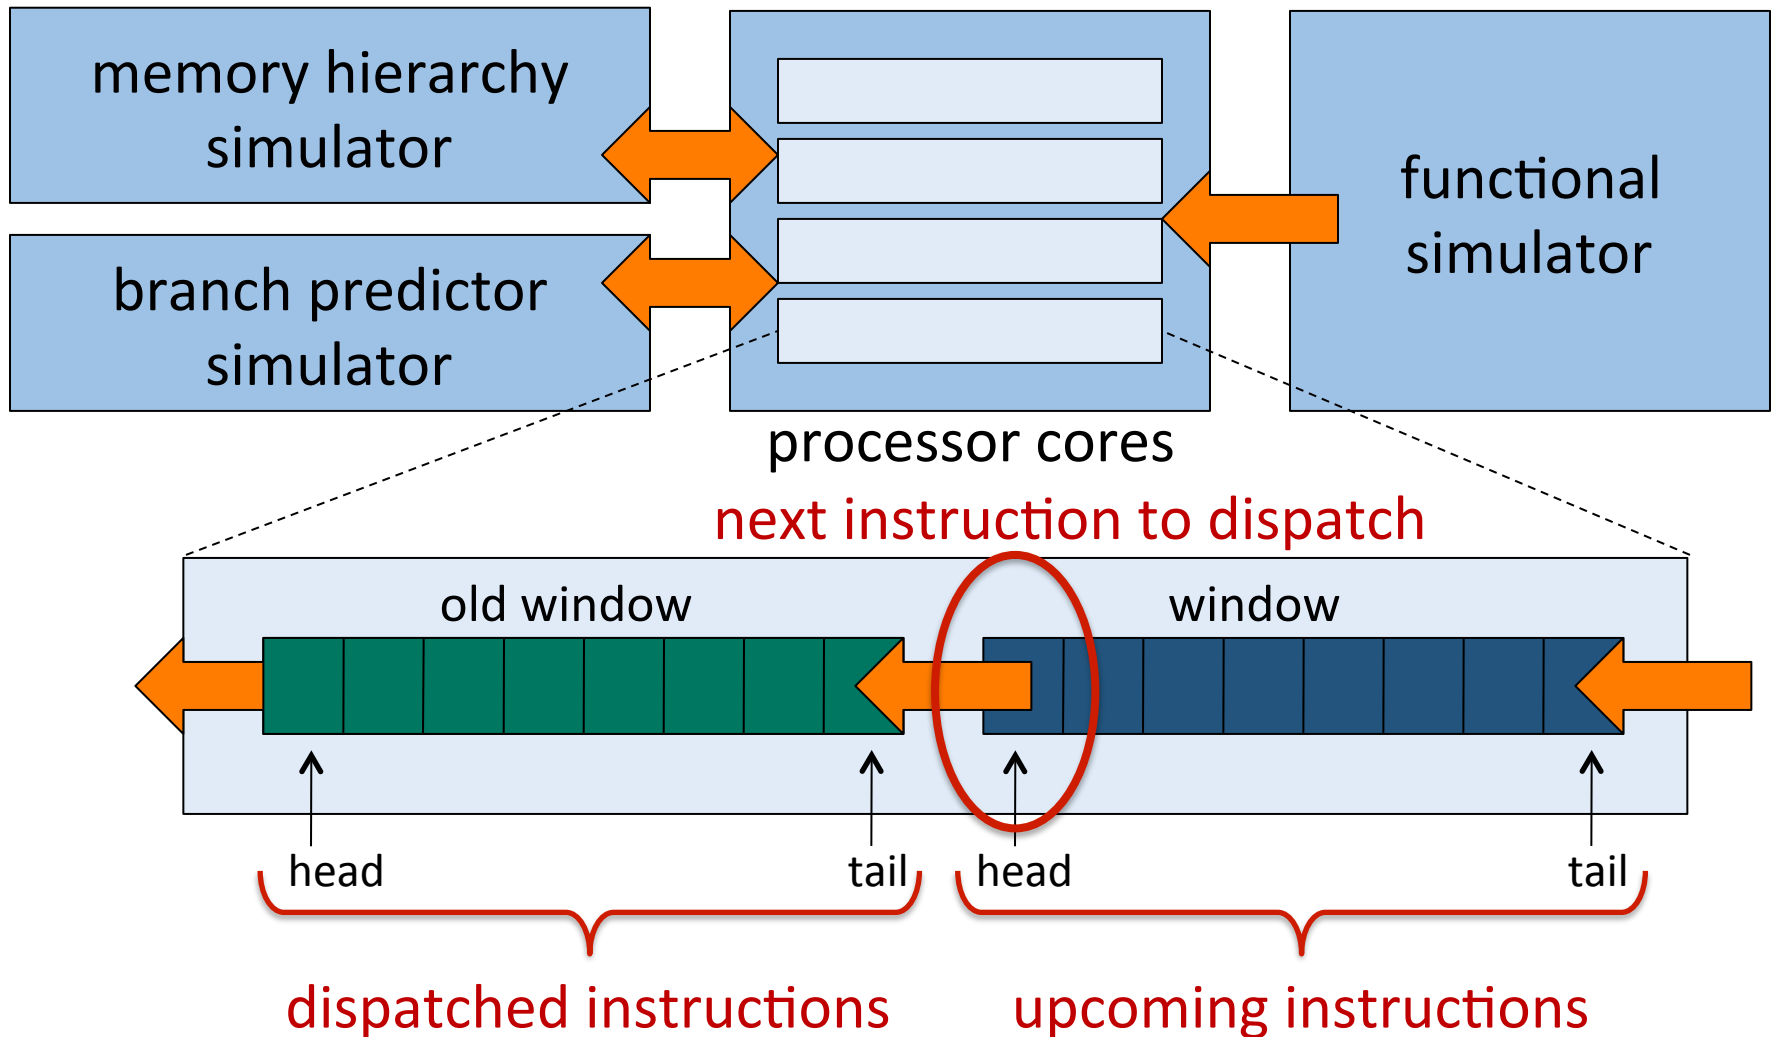 memory hierarchy
simulator
branch predictor
simulator
functional
simulator
processor cores
next instruction to dispatch
old window
window
head
tail
head
tail
dispatched instructions
upcoming instructions